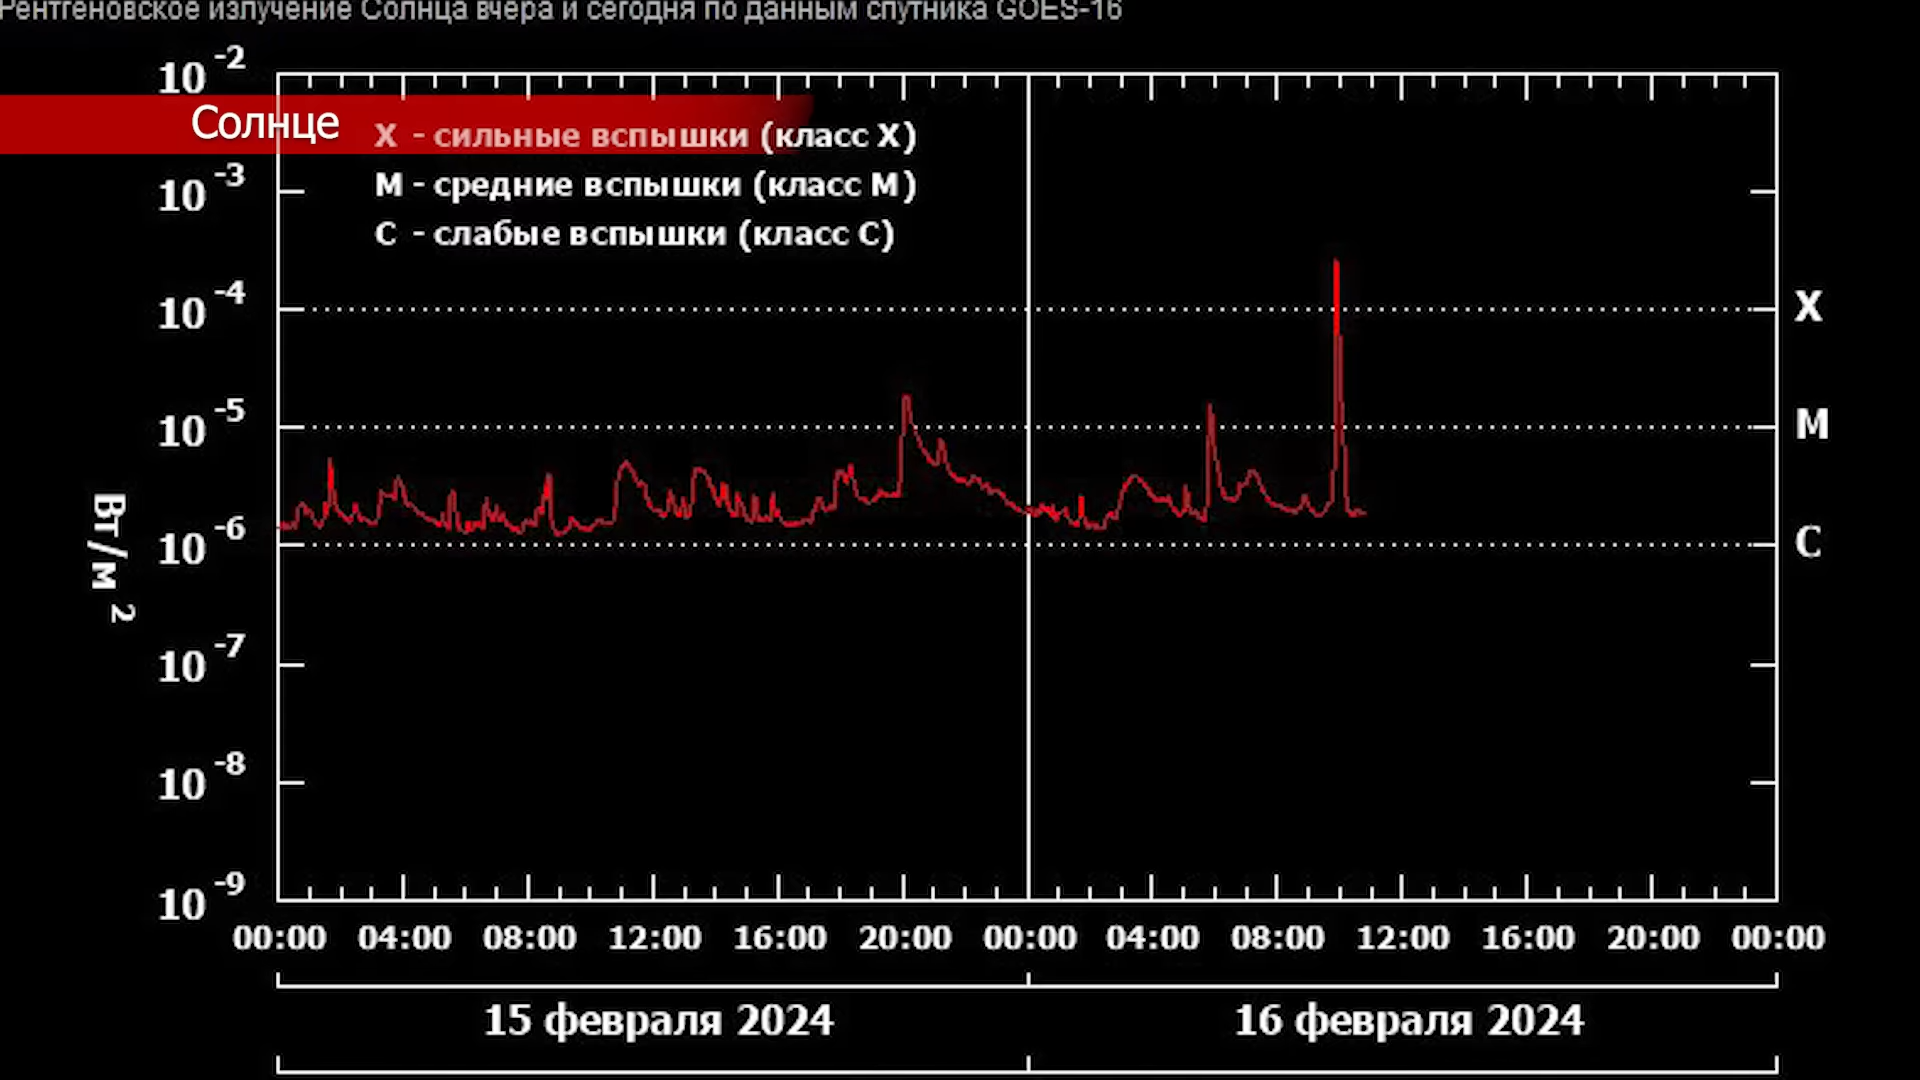 Рентгеновское излучение Солнца вчера и сегодня по данным спутника GOES-16
10 -2
Солнце
X - сильные вспышки (класс X)
10 -3
M - средние вспышки (класс M)
C - слабые вспышки (класс C)
10 -4
X
10 -5
M
Вт/м 2
10 -6
C
10 -7
10 -8
10 -9
00:00 04:00 08:00 12:00 16:00 20:00 00:00 04:00 08:00 12:00 16:00 20:00 00:00
15 февраля 2024
16 февраля 2024